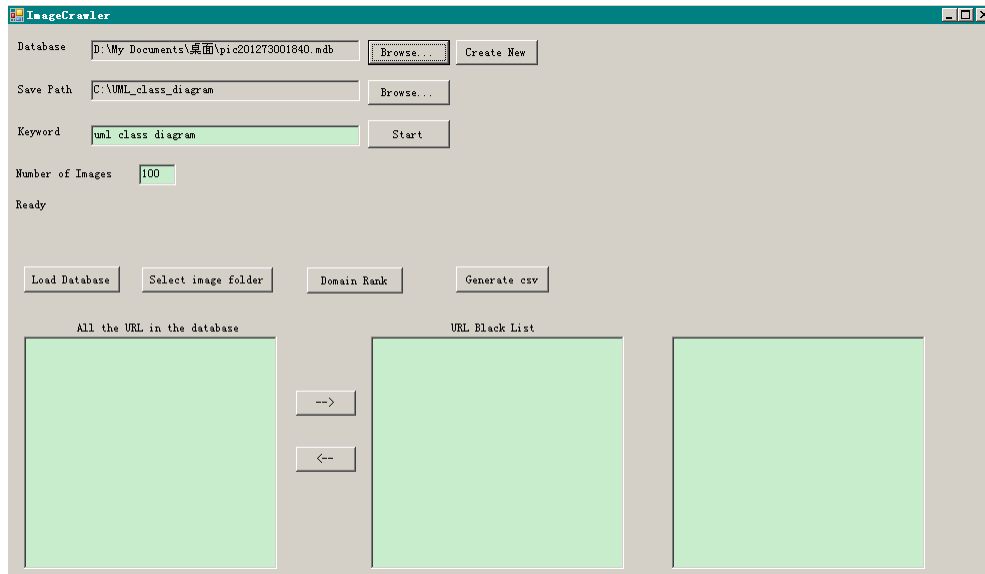 ImageCrawler
Database D:\My Documents\桌面\pic201273001840.mdb Browse... Create New
Save Path C:\UML_class_diagram Browse...
Keyword uml class diagram Start
Number of Images 100
Ready
Load Database Select image folder Domain Rank Generate csv
All the URL in the database URL Black List
-->
<--